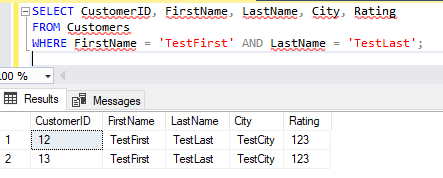 SELECT CustomerID, FirstName, LastName, City, Rating
FROM Customers
WHERE FirstName = 'TestFirst' AND LastName = 'TestLast';
00 %
Results Messages
CustomerID FirstName LastName City Rating
1 12 TestFirst TestLast TestCity 123
2 13 TestFirst TestLast TestCity 123